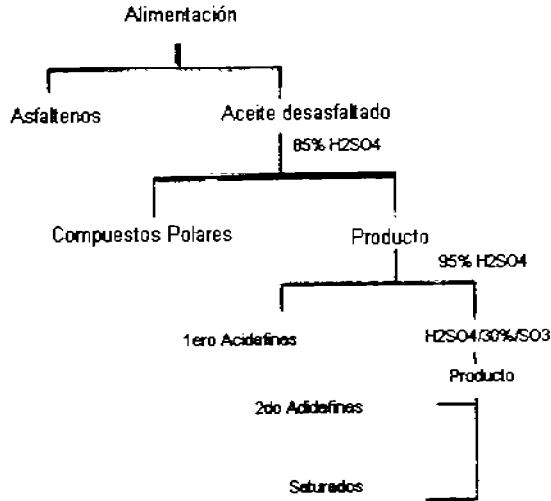 Alimentación
Asfaltenos Aceite desasfaltado
85% H2SO4
Compuestos Polares Producto
95% H2SO4
1ero Acidefines H2SO4/30%/SO3
Producto
2do Adidefines
Saturados